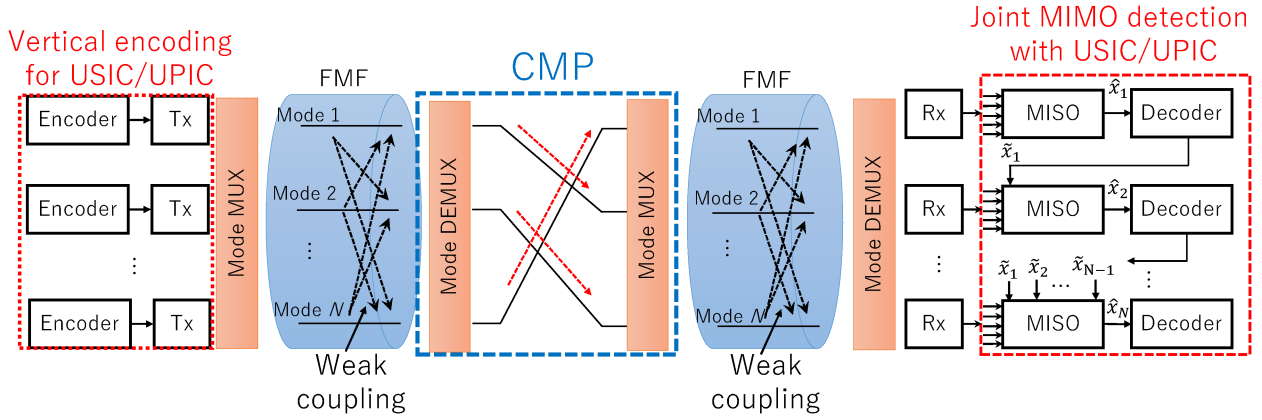 Vertical encoding
for USIC/UPIC
Encoder
Tx
Encoder
Tx
⋮
Encoder
Tx
Mode MUX
FMF
Mode 1
Mode 2
⋮
Mode N
Weak
coupling
CMP
Mode DEMUX
Mode MUX
FMF
Mode 1
Mode 2
⋮
Mode N
Weak
coupling
Mode DEMUX
Joint MIMO detection
with USIC/UPIC
Rx
MISO
x̂₁
Decoder
x̃₁
Rx
MISO
x̂₂
Decoder
⋮
x̃₁ x̃₂ … x̃N−1
⋮
Rx
MISO
x̂N
Decoder